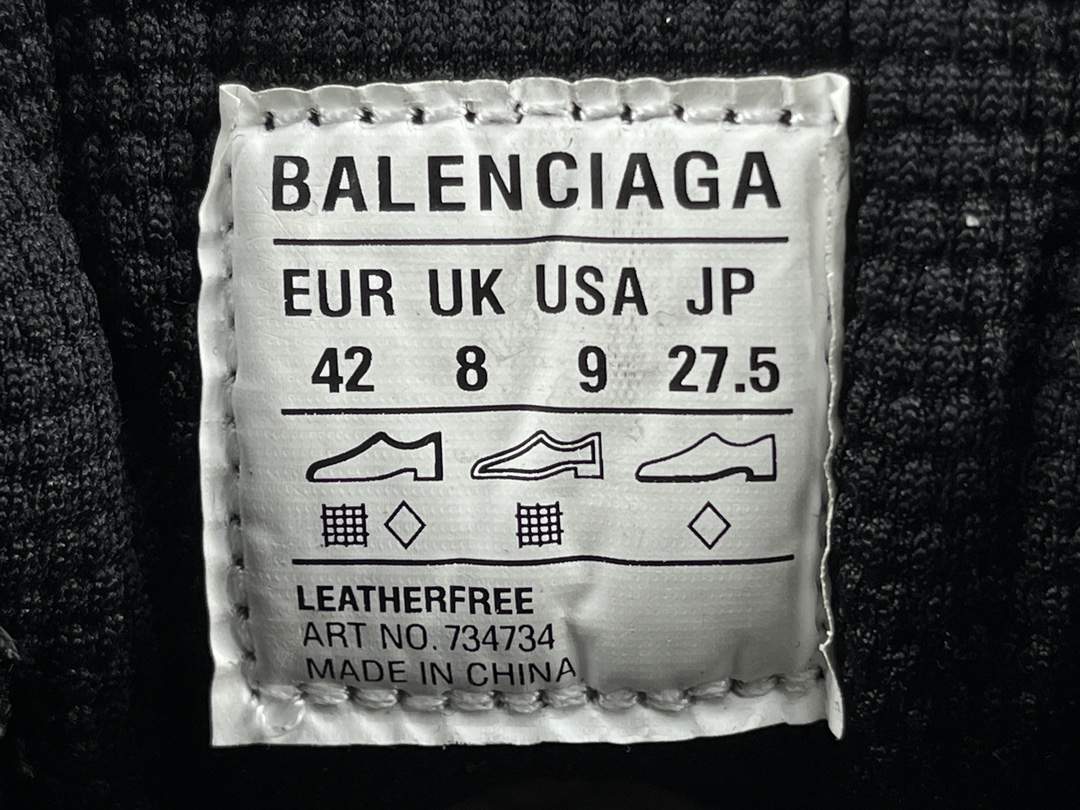 BALENCIAGA
EUR UK USA JP
42 8 9 27.5
LEATHERFREE
ART NO. 734734
MADE IN CHINA